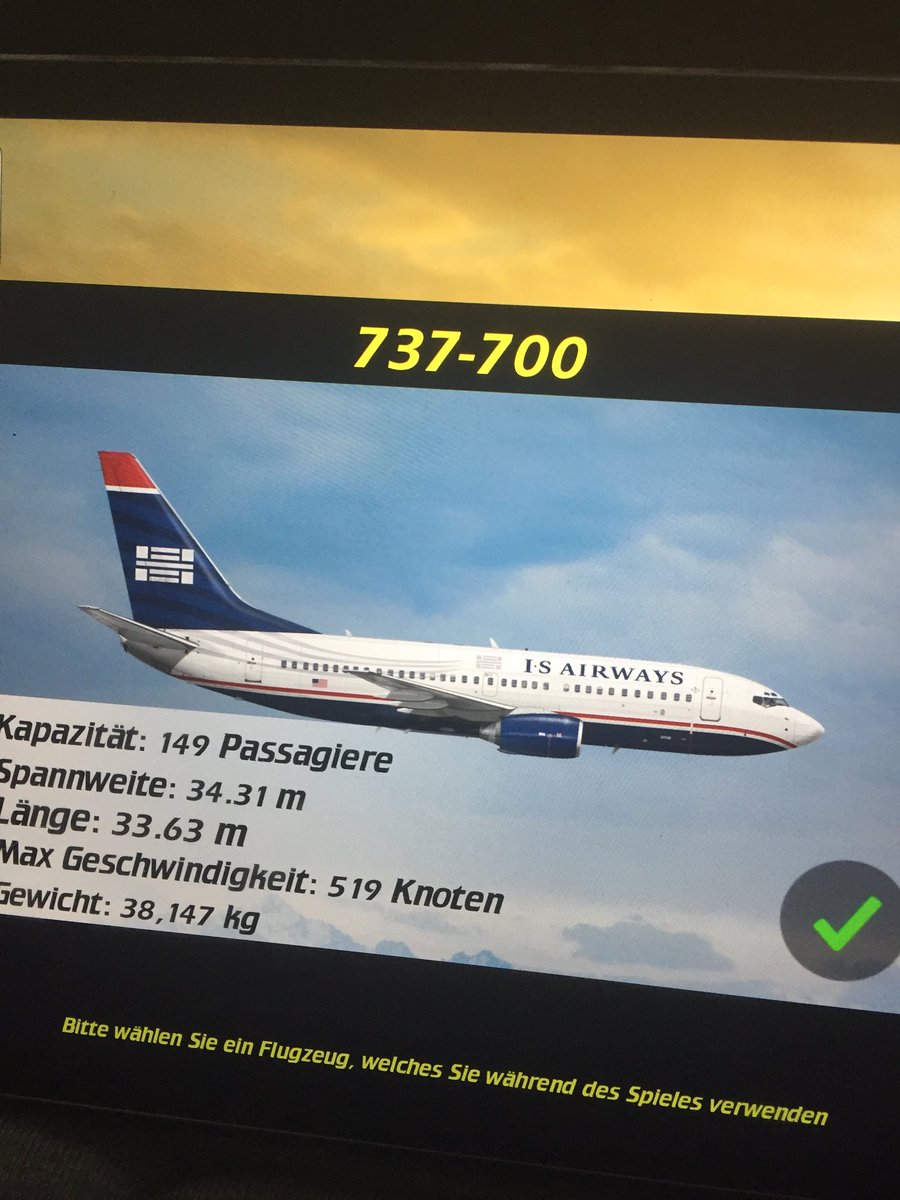 737-700
I·S AIRWAYS
Kapazität: 149 Passagiere
Spannweite: 34.31 m
Länge: 33.63 m
Max Geschwindigkeit: 519 Knoten
Gewicht: 38,147 kg
Bitte wählen Sie ein Flugzeug, welches Sie während des Spieles verwenden